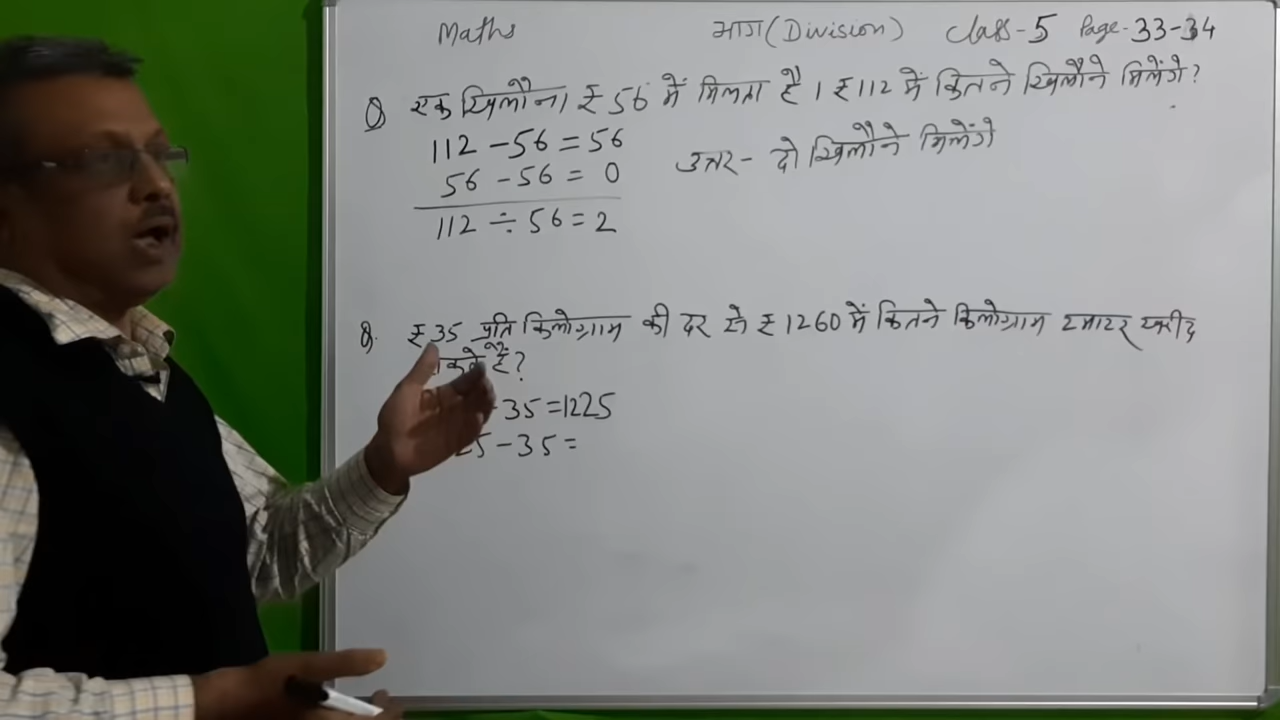 Maths भाग (Division) Class-5 Page-33-34
Q एक खिलौना ₹ 56 में मिलता है । ₹ 112 में कितने खिलौने मिलेंगे ?
112 - 56 = 56
उत्तर - दो खिलौने मिलेंगे
56 - 56 = 0
112 ÷ 56 = 2
Q. ₹ 35 प्रति किलोग्राम की दर से ₹ 1260 में कितने किलोग्राम टमाटर खरीद
हैं ?
- 35 = 1225
25 - 35 =